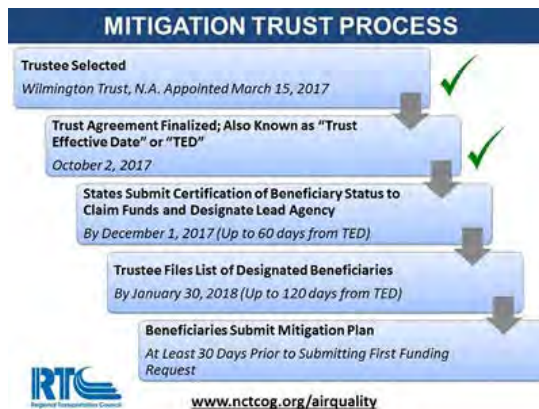 MITIGATION TRUST PROCESS
Trustee Selected
Wilmington Trust, N.A. Appointed March 15, 2017
Trust Agreement Finalized; Also Known as “Trust
Effective Date” or “TED”
October 2, 2017
States Submit Certification of Beneficiary Status to
Claim Funds and Designate Lead Agency
By December 1, 2017 (Up to 60 days from TED)
Trustee Files List of Designated Beneficiaries
By January 30, 2018 (Up to 120 days from TED)
Beneficiaries Submit Mitigation Plan
At Least 30 Days Prior to Submitting First Funding
Request
RTC
Regional Transportation Council
www.nctcog.org/airquality